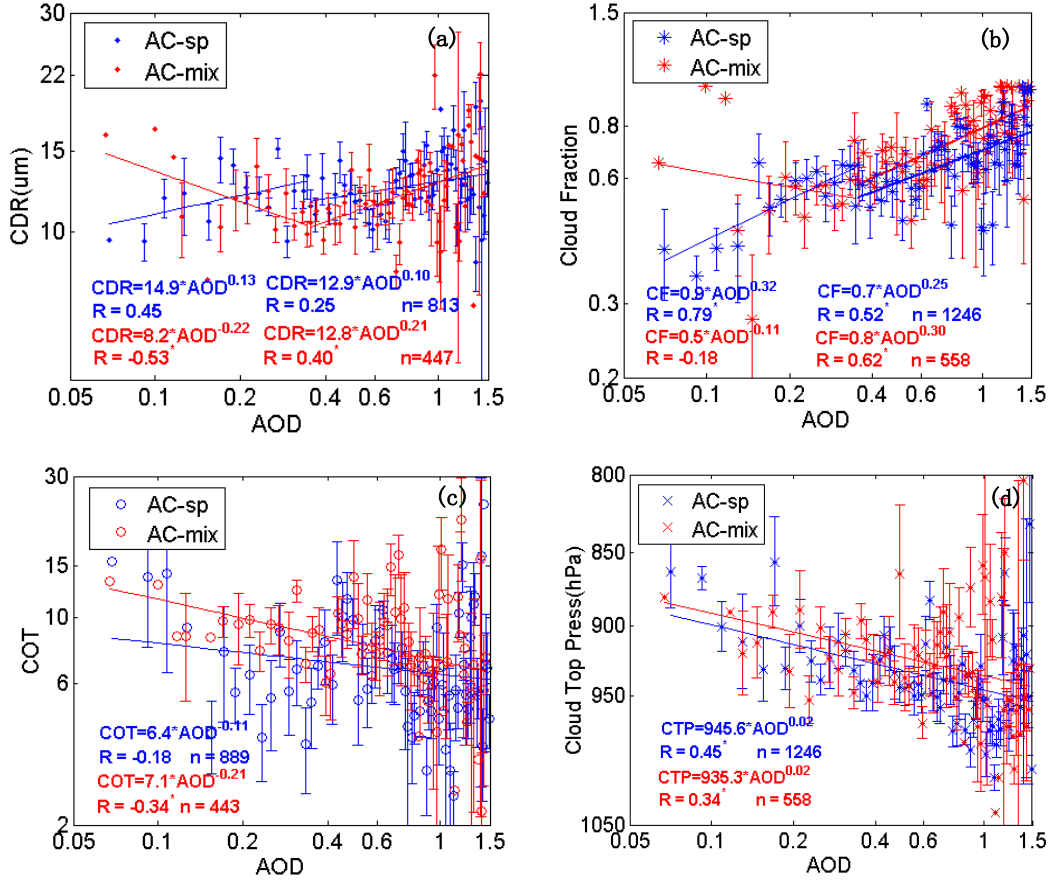 30
22
15
10
CDR(um)
(a)
AC-sp
AC-mix
CDR=14.9*AOD^0.13
R = 0.45
CDR=12.9*AOD^0.10
R = 0.25 n= 813
CDR=8.2*AOD^-0.22
R = -0.53*
CDR=12.8*AOD^0.21
R = 0.40* n=447
0.05 0.1 0.2 0.4 0.6 1 1.5
AOD
1.5
0.8
0.6
0.3
0.2
Cloud Fraction
(b)
AC-sp
AC-mix
CF=0.9*AOD^0.32
R = 0.79*
CF=0.7*AOD^0.25
R = 0.52* n = 1246
CF=0.5*AOD^-0.11
R = -0.18
CF=0.8*AOD^0.30
R = 0.62* n = 558
0.05 0.1 0.2 0.4 0.6 1 1.5
AOD
30
15
10
6
2
COT
(c)
AC-sp
AC-mix
COT=6.4*AOD^-0.11
R = -0.18 n = 889
COT=7.1*AOD^-0.21
R = -0.34* n = 443
0.05 0.1 0.2 0.4 0.6 1 1.5
AOD
800
850
900
950
1050
Cloud Top Press(hPa)
(d)
AC-sp
AC-mix
CTP=945.6*AOD^0.02
R = 0.45* n = 1246
CTP=935.3*AOD^0.02
R = 0.34* n = 558
0.05 0.1 0.2 0.4 0.6 1 1.5
AOD